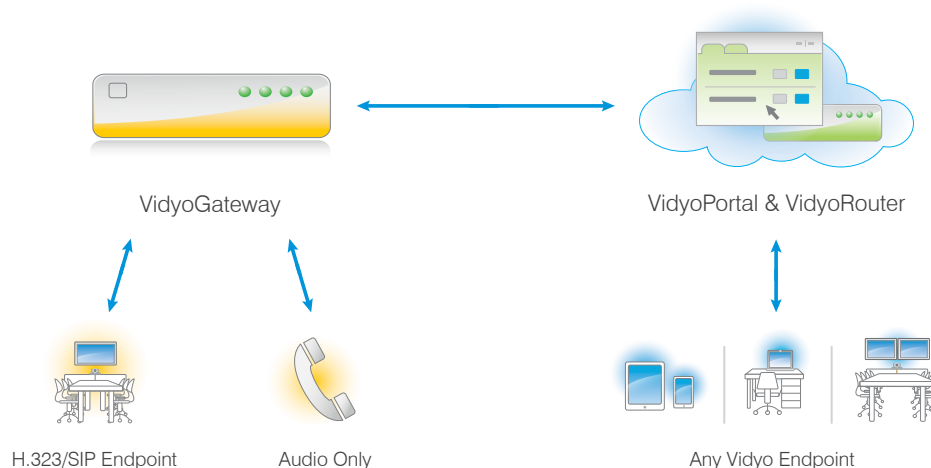 VidyoGateway
VidyoPortal & VidyoRouter
H.323/SIP Endpoint
Audio Only
Any Vidyo Endpoint